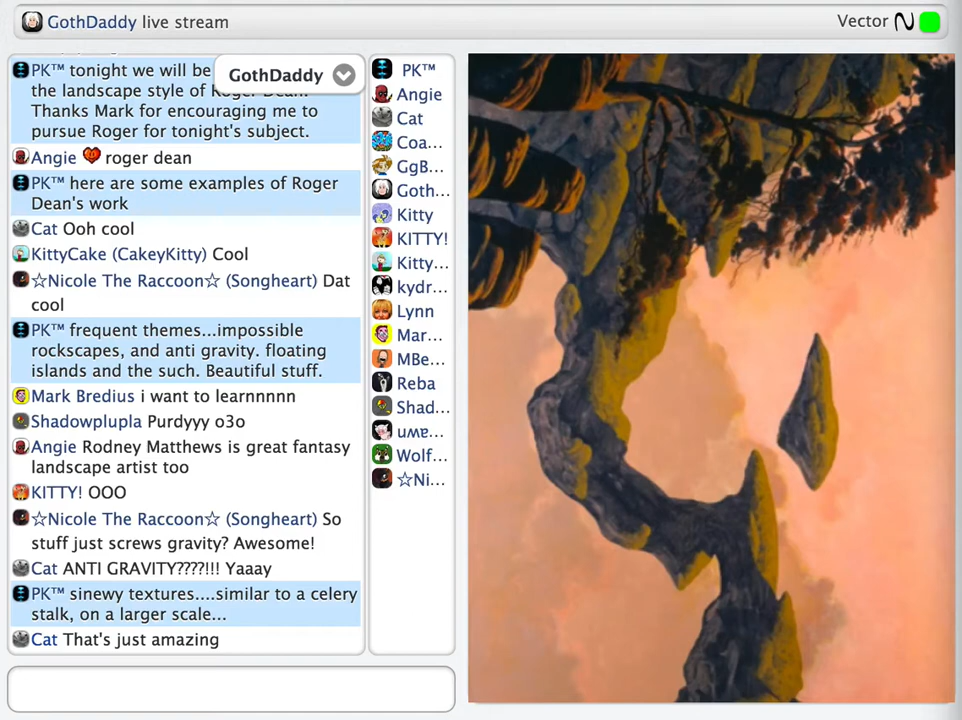 GothDaddy live stream
Vector
PK™ tonight we will be
GothDaddy
the landscape style of Roger Dean....
Thanks Mark for encouraging me to
pursue Roger for tonight's subject.
Angie roger dean
PK™ here are some examples of Roger
Dean's work
Cat Ooh cool
KittyCake (CakeyKitty) Cool
☆Nicole The Raccoon☆ (Songheart) Dat
cool
PK™ frequent themes...impossible
rockscapes, and anti gravity. floating
islands and the such. Beautiful stuff.
Mark Bredius i want to learnnnnn
Shadowplupla Purdyyy o3o
Angie Rodney Matthews is great fantasy
landscape artist too
KITTY! OOO
☆Nicole The Raccoon☆ (Songheart) So
stuff just screws gravity? Awesome!
Cat ANTI GRAVITY????!!! Yaaay
PK™ sinewy textures....similar to a celery
stalk, on a larger scale...
Cat That's just amazing
PK™
Angie
Cat
Coa...
GgB...
Goth...
Kitty
KITTY!
Kitty...
kydr...
Lynn
Mar...
MBe...
Reba
Shad...
Wolf...
☆Ni...